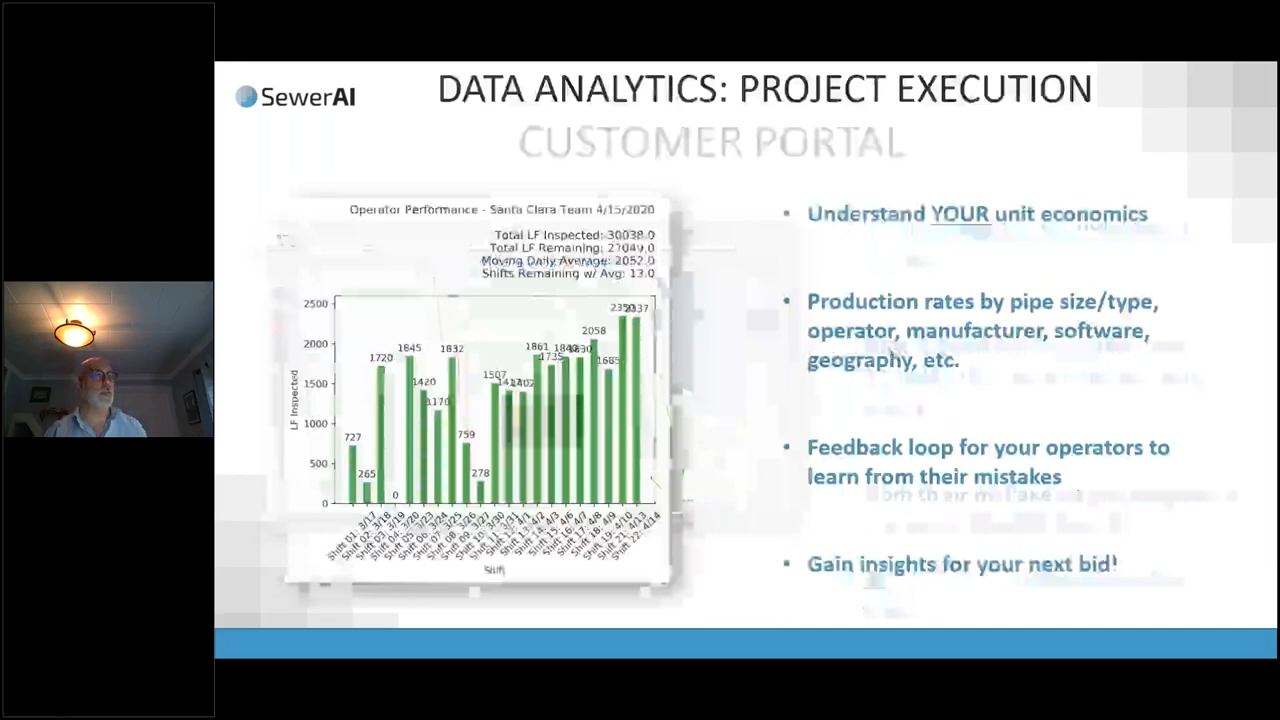 SewerAI
DATA ANALYTICS: PROJECT EXECUTION
CUSTOMER PORTAL
Operator Performance - Santa Clara Team 4/15/2020
Total LF Inspected: 30038.0
Total LF Remaining: 27049.0
Moving Daily Average: 2052.0
Shifts Remaining w/ Avg: 13.0
LF Inspected
2500
2000
1500
1000
500
0
727
265
1720
0
1845
1420
1170
1832
759
278
1507
1861
1735
2058
1685
2337
Shift
• Understand YOUR unit economics
• Production rates by pipe size/type,
operator, manufacturer, software,
geography, etc.
• Feedback loop for your operators to
learn from their mistakes
• Gain insights for your next bid!